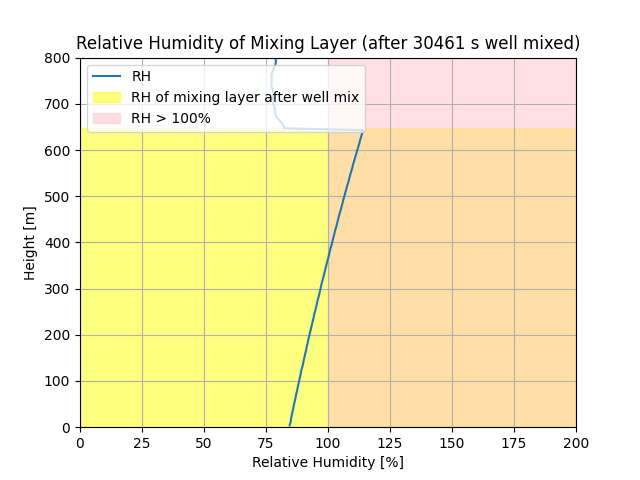 Relative Humidity of Mixing Layer (after 30461 s well mixed)
800
700
600
500
400
300
200
100
0
Height [m]
RH
RH of mixing layer after well mix
RH > 100%
0 25 50 75 100 125 150 175 200
Relative Humidity [%]